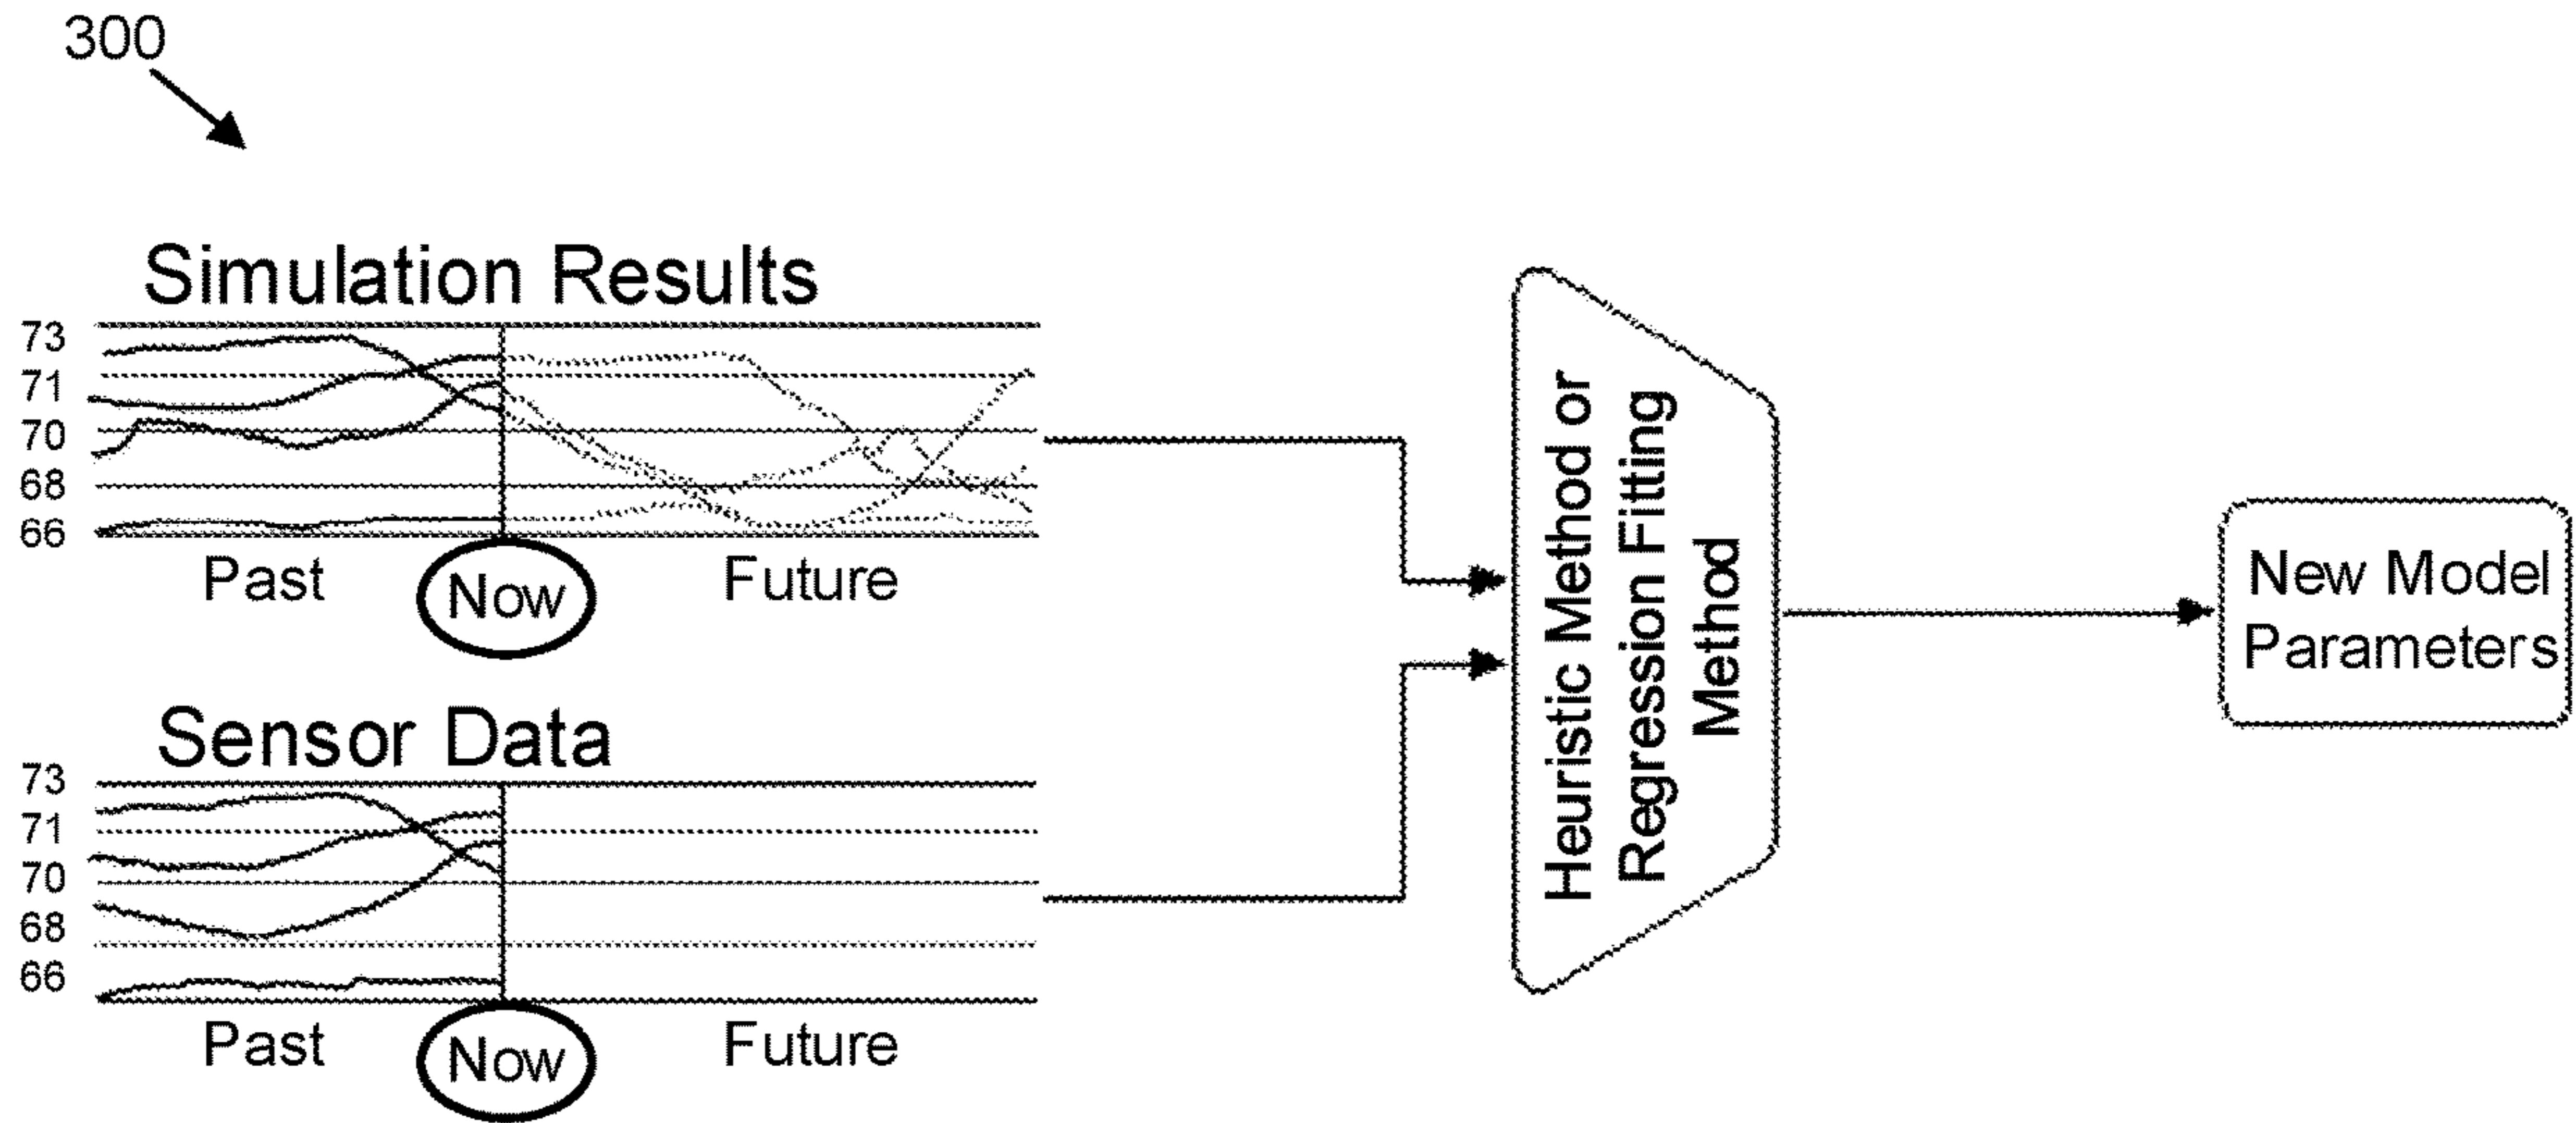 300
Simulation Results
73
71
70
68
66
Past
Now
Future
Sensor Data
73
71
70
68
66
Past
Now
Future
Heuristic Method or
Regression Fitting
Method
New Model
Parameters